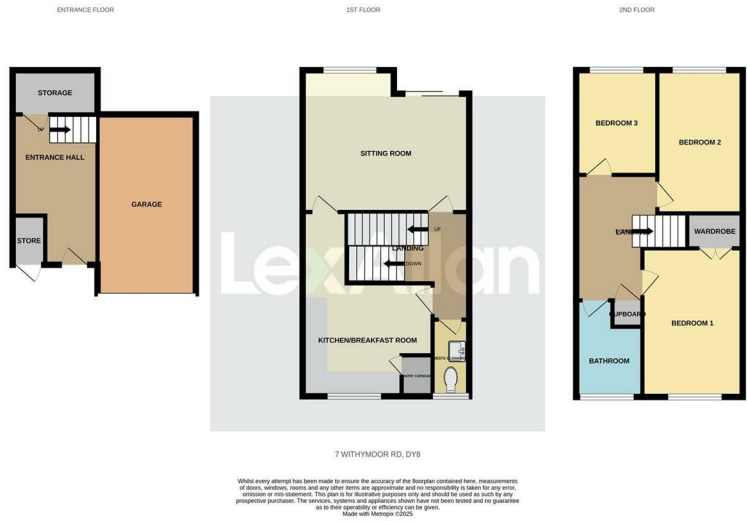 ENTRANCE FLOOR
1ST FLOOR
2ND FLOOR
STORAGE
UP
ENTRANCE HALL
STORE
GARAGE
SITTING ROOM
UP
LANDING
DOWN
LexAllan
KITCHEN/BREAKFAST ROOM
BEDROOM 3
BEDROOM 2
WARDROBE
CUPBOARD
BEDROOM 1
BATHROOM
7 WITHYMOOR RD, DY8
Whilst every attempt has been made to ensure the accuracy of the floorplan contained here, measurements
of doors, windows, rooms and any other items are approximate and no responsibility is taken for any error,
omission or mis-statement. This plan is for illustrative purposes only and should be used as such by any
prospective purchaser. The services, systems and appliances shown have not been tested and no guarantee
as to their operability or efficiency can be given.
Made with Metropix ©2025